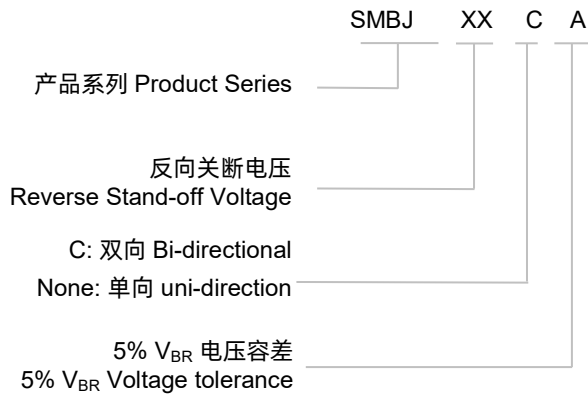 SMBJ XX C A
产品系列 Product Series
反向关断电压
Reverse Stand-off Voltage
C: 双向 Bi-directional
None: 单向 uni-direction
5% VBR 电压容差
5% VBR Voltage tolerance